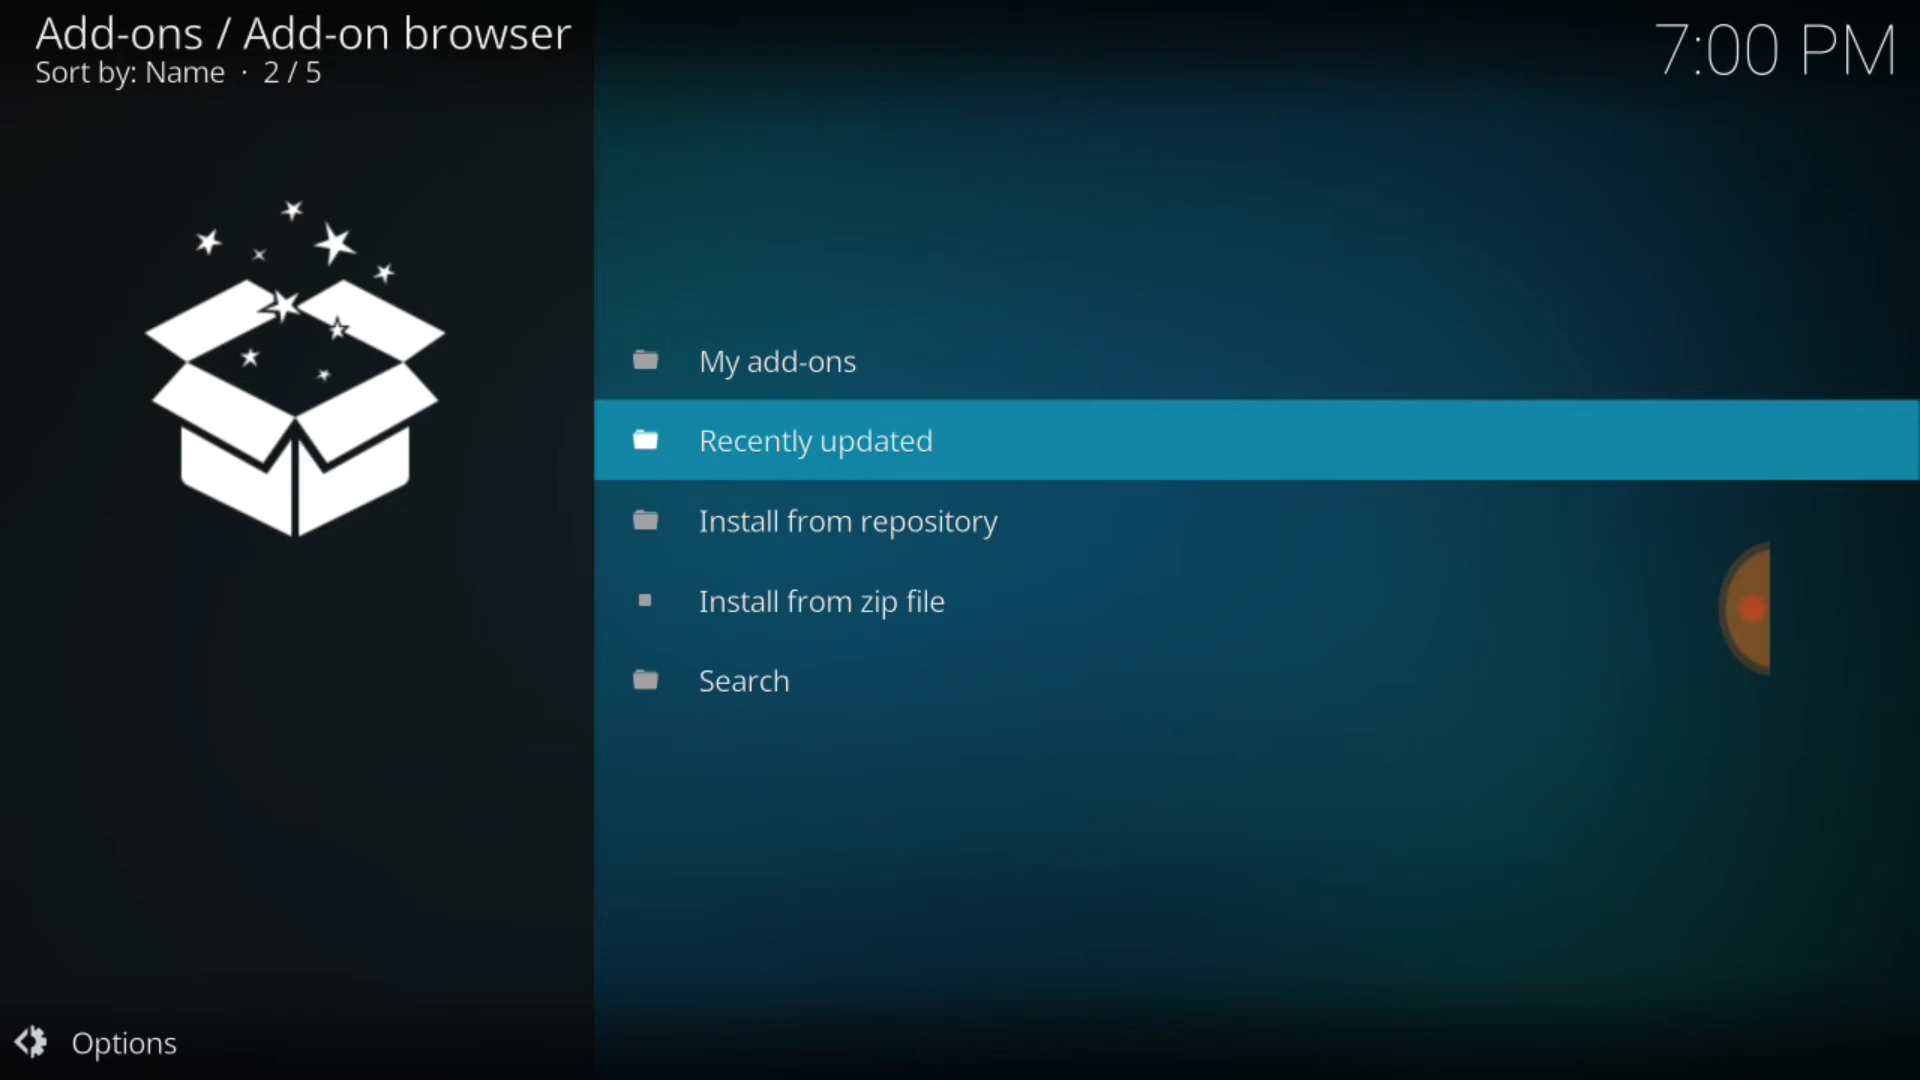 Add-ons / Add-on browser
Sort by: Name · 2 / 5
7:00 PM
My add-ons
Recently updated
Install from repository
Install from zip file
Search
Options